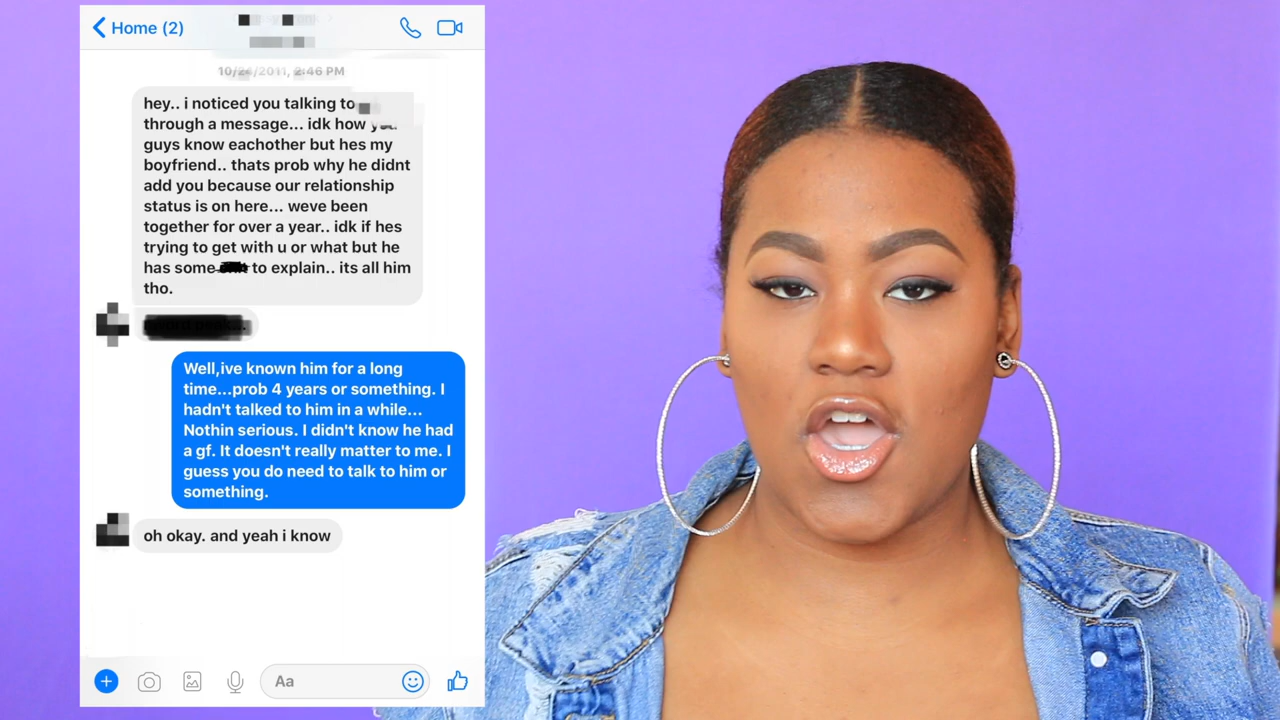 Home (2)
10/24/2011, 2:46 PM
hey.. i noticed you talking to
through a message... idk how you
guys know eachother but hes my
boyfriend.. thats prob why he didnt
add you because our relationship
status is on here... weve been
together for over a year.. idk if hes
trying to get with u or what but he
has some to explain.. its all him
tho.
Well,ive known him for a long
time...prob 4 years or something. I
hadn't talked to him in a while...
Nothin serious. I didn't know he had
a gf. It doesn't really matter to me. I
guess you do need to talk to him or
something.
oh okay. and yeah i know
Aa